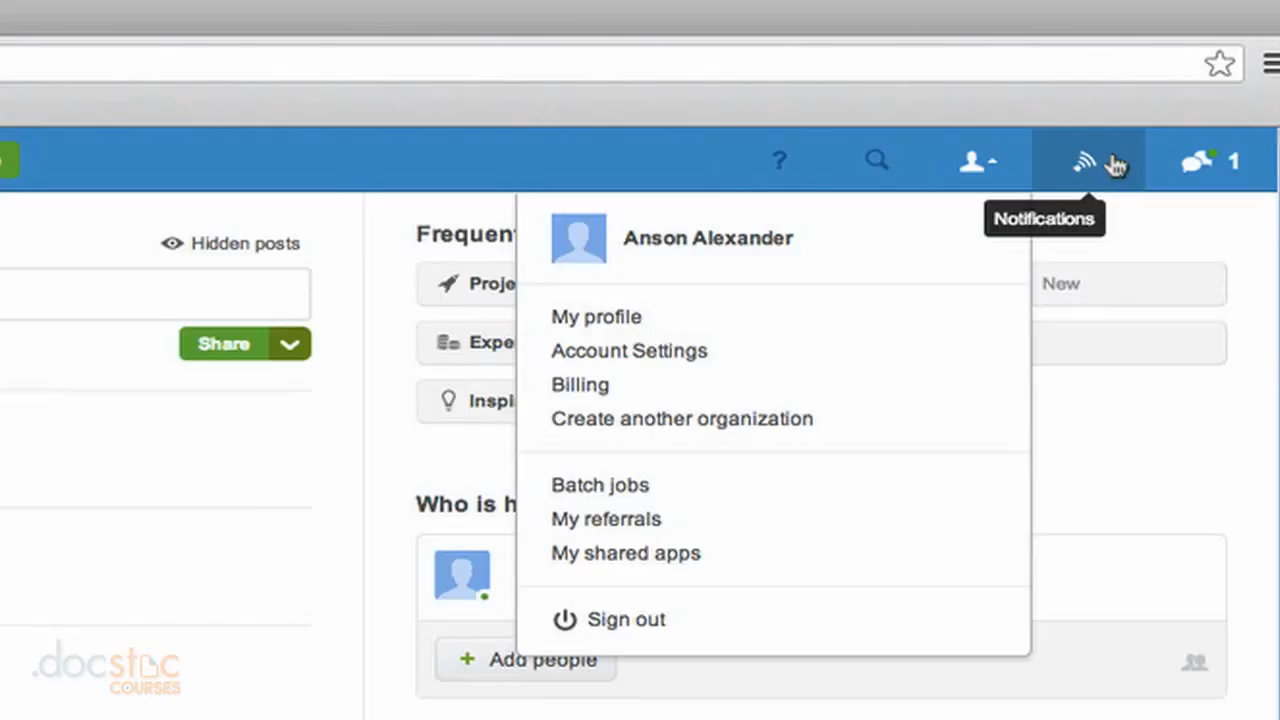 ? 1
Notifications
Hidden posts
Frequen
Anson Alexander
Proje
New
Share
My profile
Expe
Account Settings
Billing
Inspi
Create another organization
Who is h
Batch jobs
My referrals
My shared apps
Sign out
+ Add people
.docstoc
COURSES